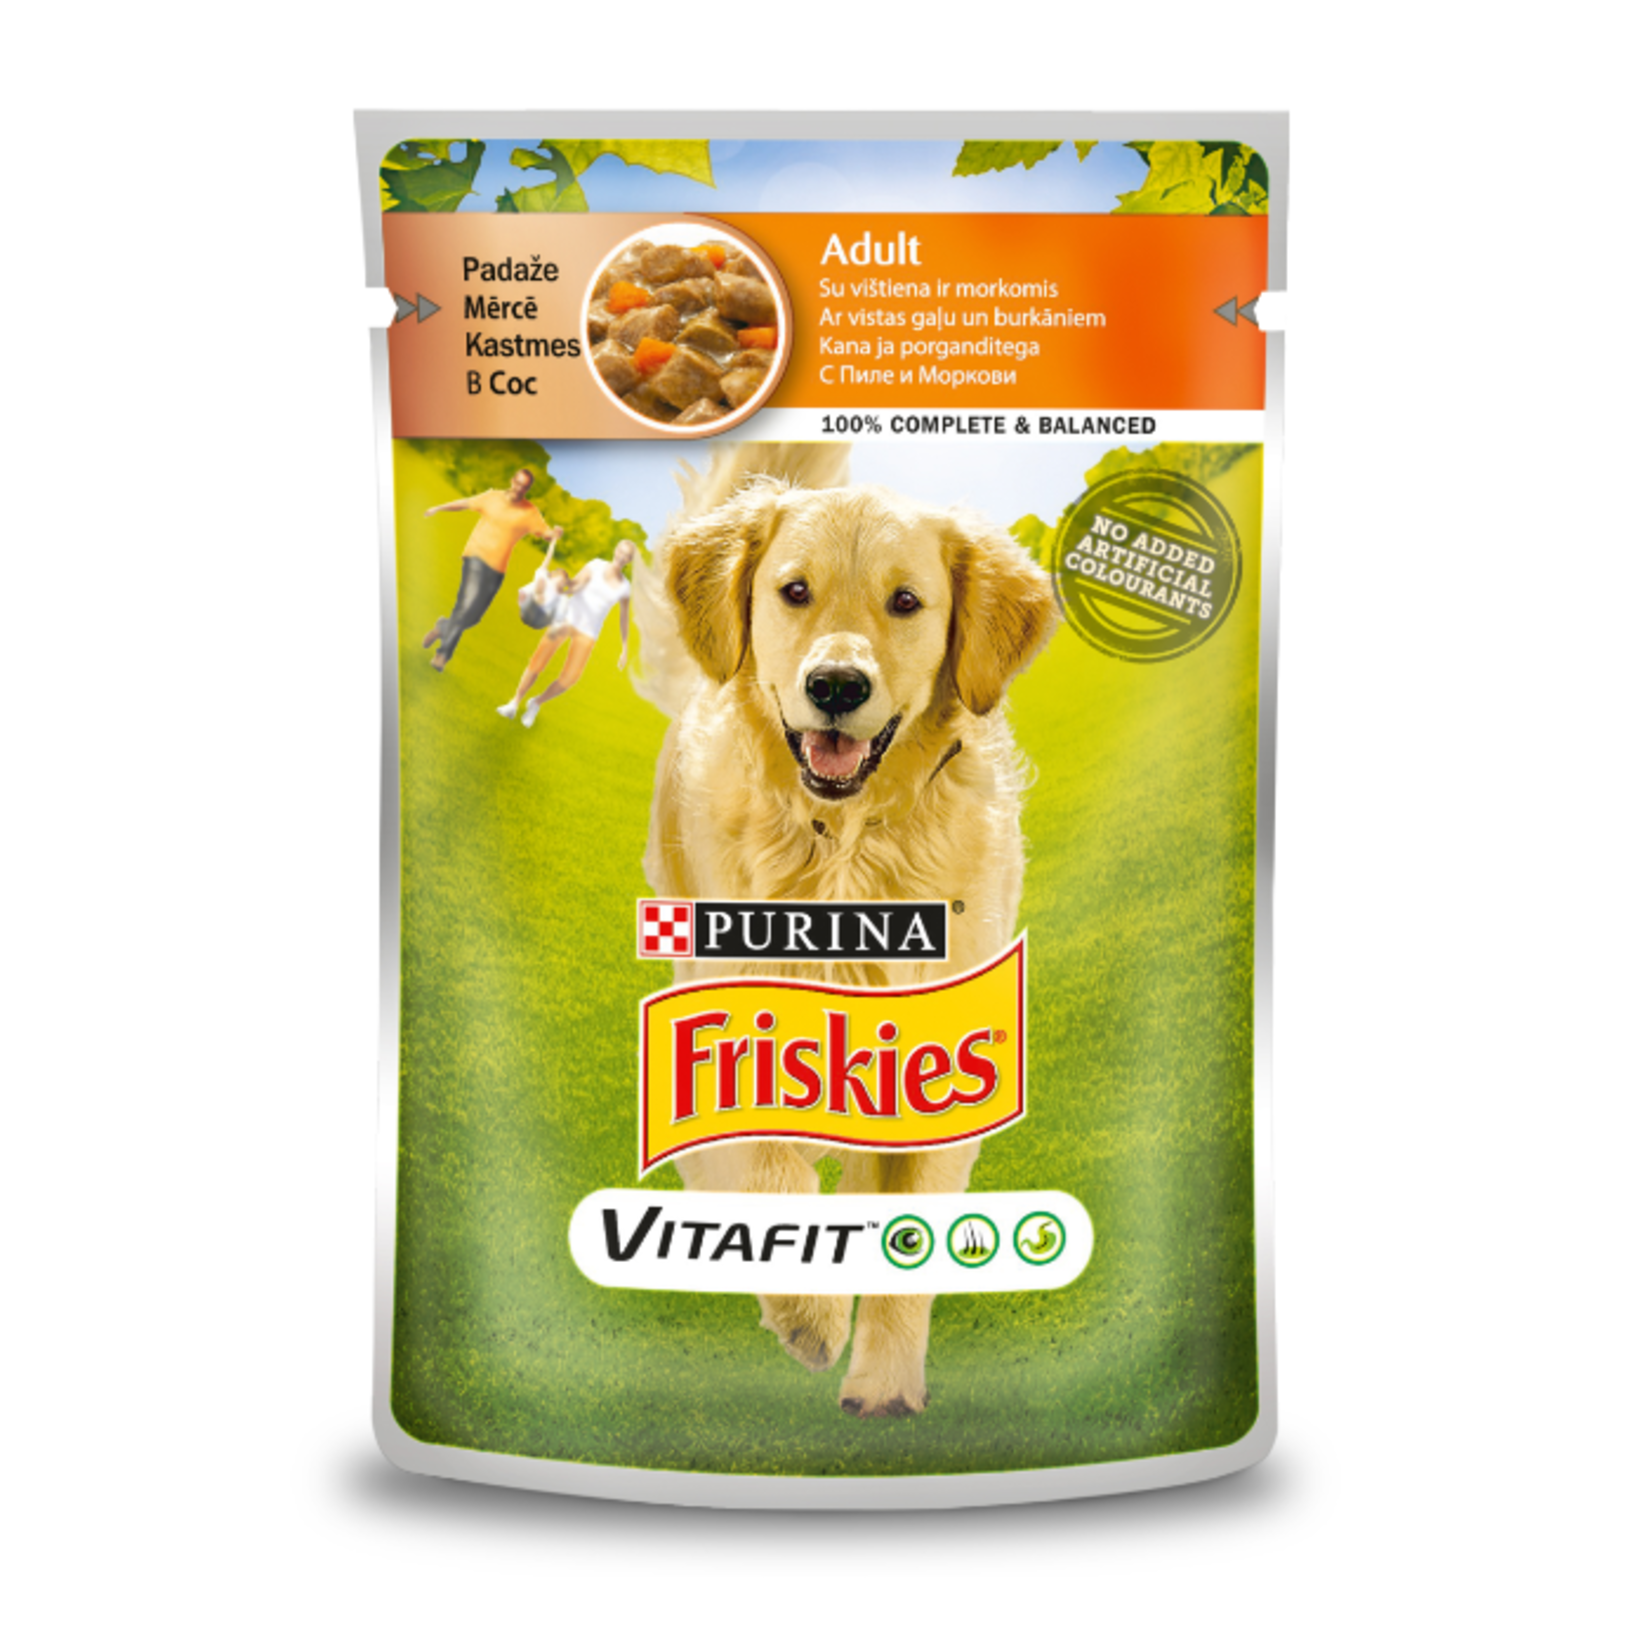 Padaže
Mērcē
Kastmes
В Сос
Adult
Su vištiena ir morkomis
Ar vistas gaļu un burkāniem
Kana ja porganditega
С Пиле и Моркови
100% COMPLETE & BALANCED
NO ADDED
ARTIFICIAL
COLOURANTS
PURINA®
Friskies®
VITAFIT™